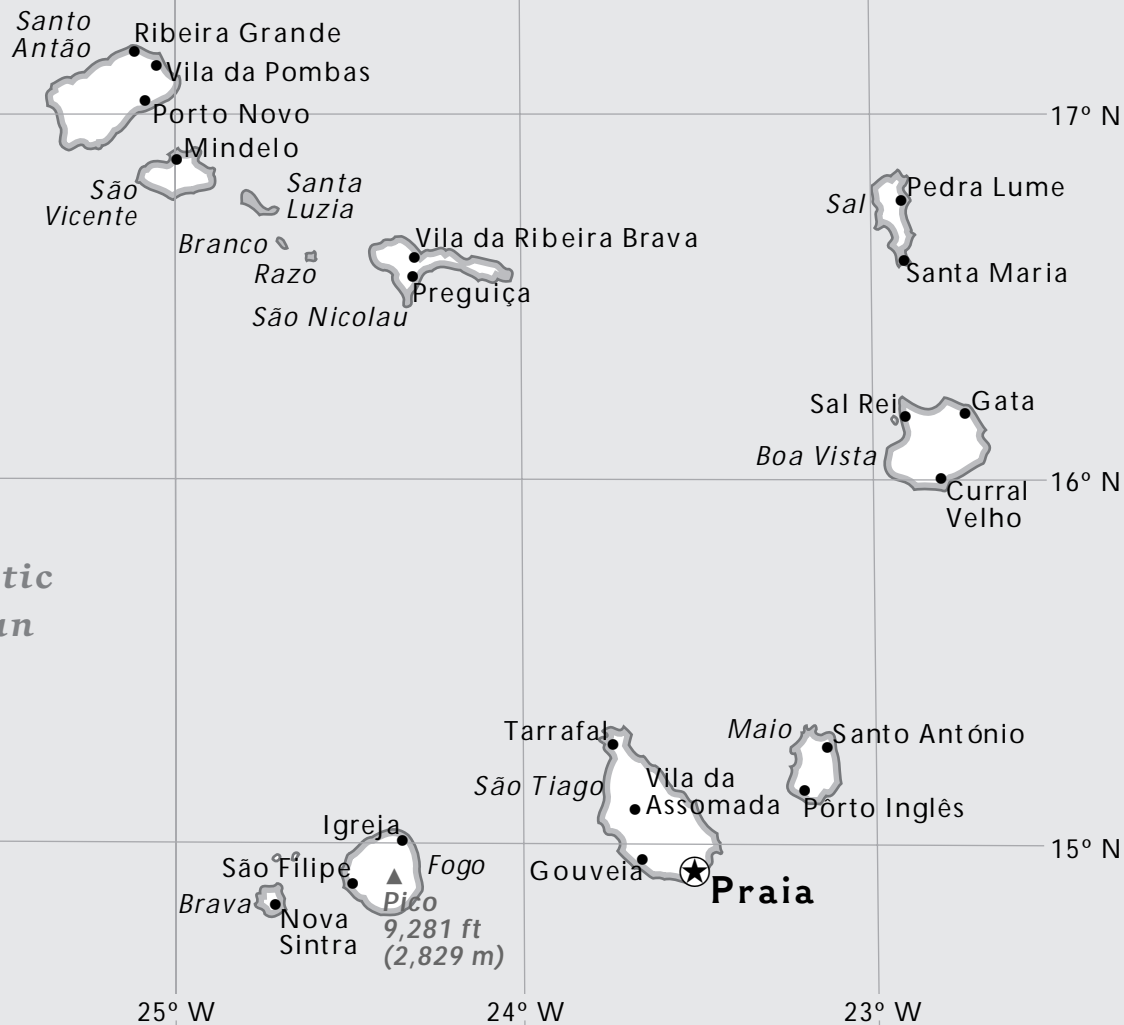 Santo
Antão
Ribeira Grande
Vila da Pombas
Porto Novo
17° N
Mindelo
São
Vicente
Santa
Luzia
Pedra Lume
Sal
Branco
Vila da Ribeira Brava
Razo
Santa Maria
Preguiça
São Nicolau
Sal Rei
Gata
Boa Vista
16° N
Curral
Velho
tic
Tarrafal
Maio
Santo António
São Tiago
Vila da
Assomada
Pôrto Inglês
Igreja
15° N
São Filipe
Fogo
Gouveia
Praia
Brava
Pico
9,281 ft
(2,829 m)
Nova
Sintra
25° W
24° W
23° W